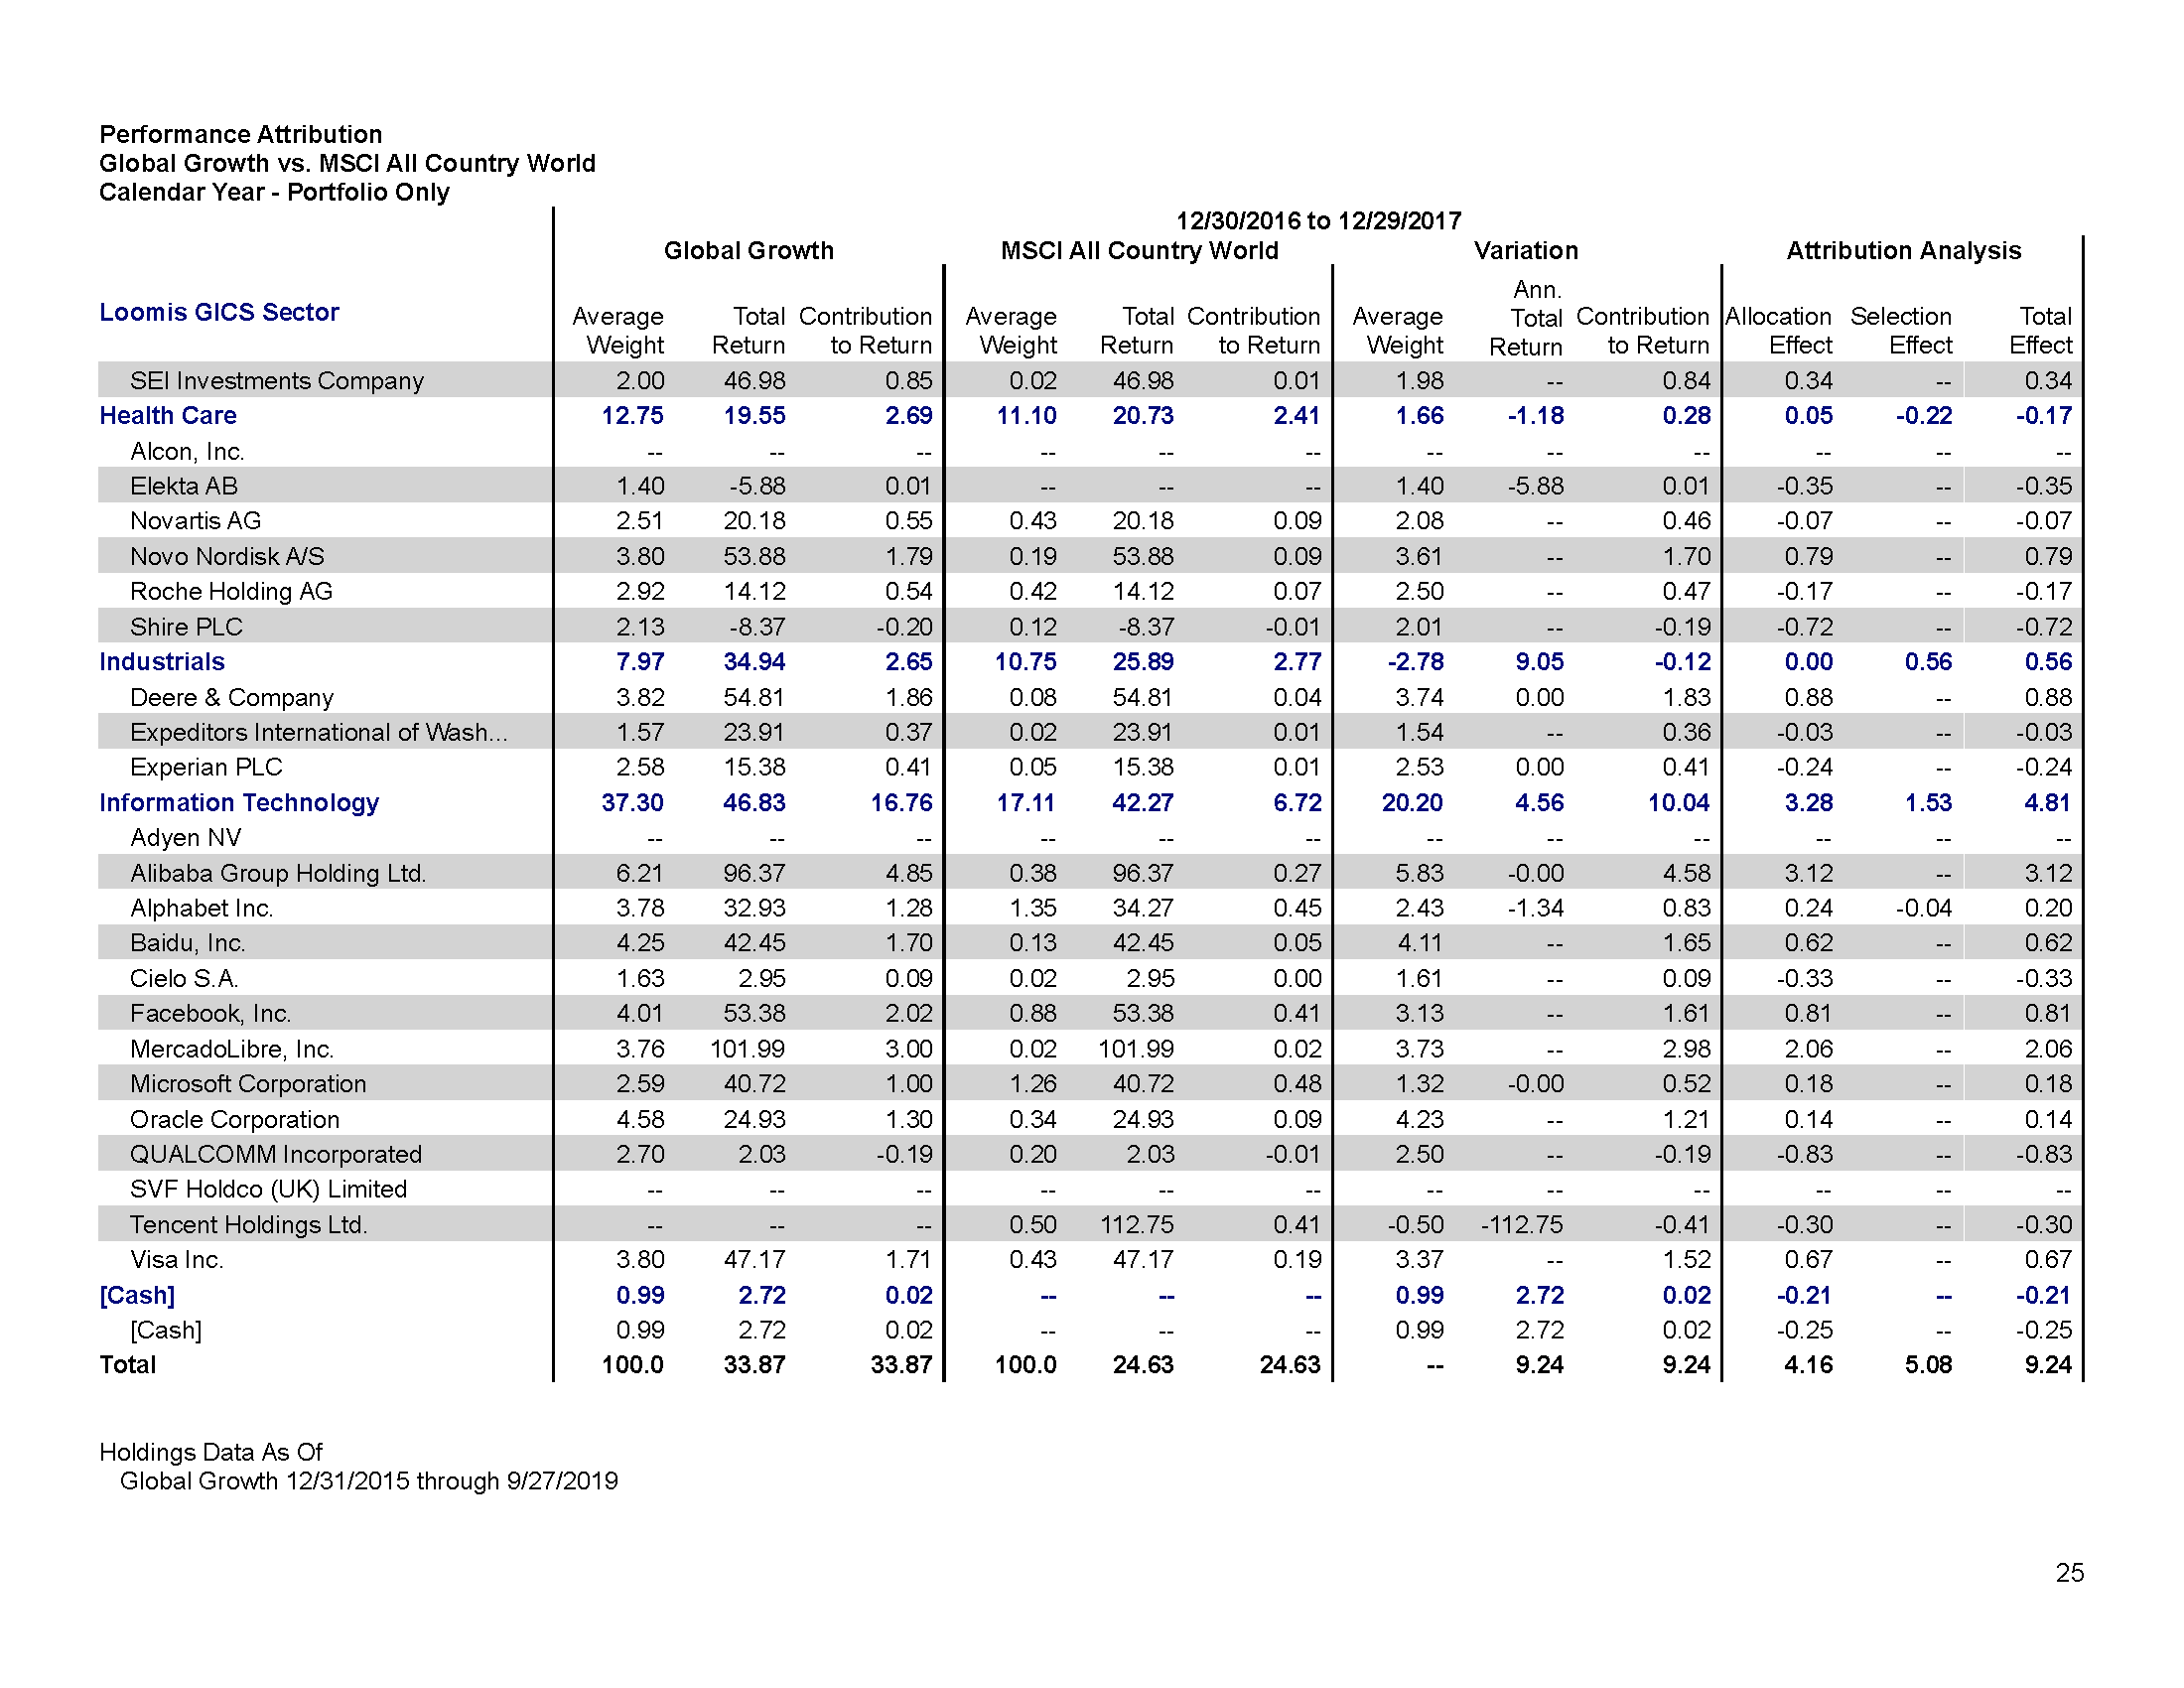 Performance Attribution
Global Growth vs. MSCI All Country World
Calendar Year - Portfolio Only
12/30/2016 to 12/29/2017
Global Growth MSCI All Country World Variation Attribution Analysis
Loomis GICS Sector Average Weight Total Return Contribution to Return Average Weight Total Return Contribution to Return Average Weight Ann. Total Return Contribution to Return Allocation Effect Selection Effect Total Effect
SEI Investments Company 2.00 46.98 0.85 0.02 46.98 0.01 1.98 -- 0.84 0.34 -- 0.34
Health Care 12.75 19.55 2.69 11.10 20.73 2.41 1.66 -1.18 0.28 0.05 -0.22 -0.17
Alcon, Inc. -- -- -- -- -- -- -- -- -- -- -- --
Elekta AB 1.40 -5.88 0.01 -- -- -- 1.40 -5.88 0.01 -0.35 -- -0.35
Novartis AG 2.51 20.18 0.55 0.43 20.18 0.09 2.08 -- 0.46 -0.07 -- -0.07
Novo Nordisk A/S 3.80 53.88 1.79 0.19 53.88 0.09 3.61 -- 1.70 0.79 -- 0.79
Roche Holding AG 2.92 14.12 0.54 0.42 14.12 0.07 2.50 -- 0.47 -0.17 -- -0.17
Shire PLC 2.13 -8.37 -0.20 0.12 -8.37 -0.01 2.01 -- -0.19 -0.72 -- -0.72
Industrials 7.97 34.94 2.65 10.75 25.89 2.77 -2.78 9.05 -0.12 0.00 0.56 0.56
Deere & Company 3.82 54.81 1.86 0.08 54.81 0.04 3.74 0.00 1.83 0.88 -- 0.88
Expeditors International of Wash... 1.57 23.91 0.37 0.02 23.91 0.01 1.54 -- 0.36 -0.03 -- -0.03
Experian PLC 2.58 15.38 0.41 0.05 15.38 0.01 2.53 0.00 0.41 -0.24 -- -0.24
Information Technology 37.30 46.83 16.76 17.11 42.27 6.72 20.20 4.56 10.04 3.28 1.53 4.81
Adyen NV -- -- -- -- -- -- -- -- -- -- -- --
Alibaba Group Holding Ltd. 6.21 96.37 4.85 0.38 96.37 0.27 5.83 -0.00 4.58 3.12 -- 3.12
Alphabet Inc. 3.78 32.93 1.28 1.35 34.27 0.45 2.43 -1.34 0.83 0.24 -0.04 0.20
Baidu, Inc. 4.25 42.45 1.70 0.13 42.45 0.05 4.11 -- 1.65 0.62 -- 0.62
Cielo S.A. 1.63 2.95 0.09 0.02 2.95 0.00 1.61 -- 0.09 -0.33 -- -0.33
Facebook, Inc. 4.01 53.38 2.02 0.88 53.38 0.41 3.13 -- 1.61 0.81 -- 0.81
MercadoLibre, Inc. 3.76 101.99 3.00 0.02 101.99 0.02 3.73 -- 2.98 2.06 -- 2.06
Microsoft Corporation 2.59 40.72 1.00 1.26 40.72 0.48 1.32 -0.00 0.52 0.18 -- 0.18
Oracle Corporation 4.58 24.93 1.30 0.34 24.93 0.09 4.23 -- 1.21 0.14 -- 0.14
QUALCOMM Incorporated 2.70 2.03 -0.19 0.20 2.03 -0.01 2.50 -- -0.19 -0.83 -- -0.83
SVF Holdco (UK) Limited -- -- -- -- -- -- -- -- -- -- -- --
Tencent Holdings Ltd. -- -- -- 0.50 112.75 0.41 -0.50 -112.75 -0.41 -0.30 -- -0.30
Visa Inc. 3.80 47.17 1.71 0.43 47.17 0.19 3.37 -- 1.52 0.67 -- 0.67
[Cash] 0.99 2.72 0.02 -- -- -- 0.99 2.72 0.02 -0.21 -- -0.21
[Cash] 0.99 2.72 0.02 -- -- -- 0.99 2.72 0.02 -0.25 -- -0.25
Total 100.0 33.87 33.87 100.0 24.63 24.63 -- 9.24 9.24 4.16 5.08 9.24
Holdings Data As Of
Global Growth 12/31/2015 through 9/27/2019
25